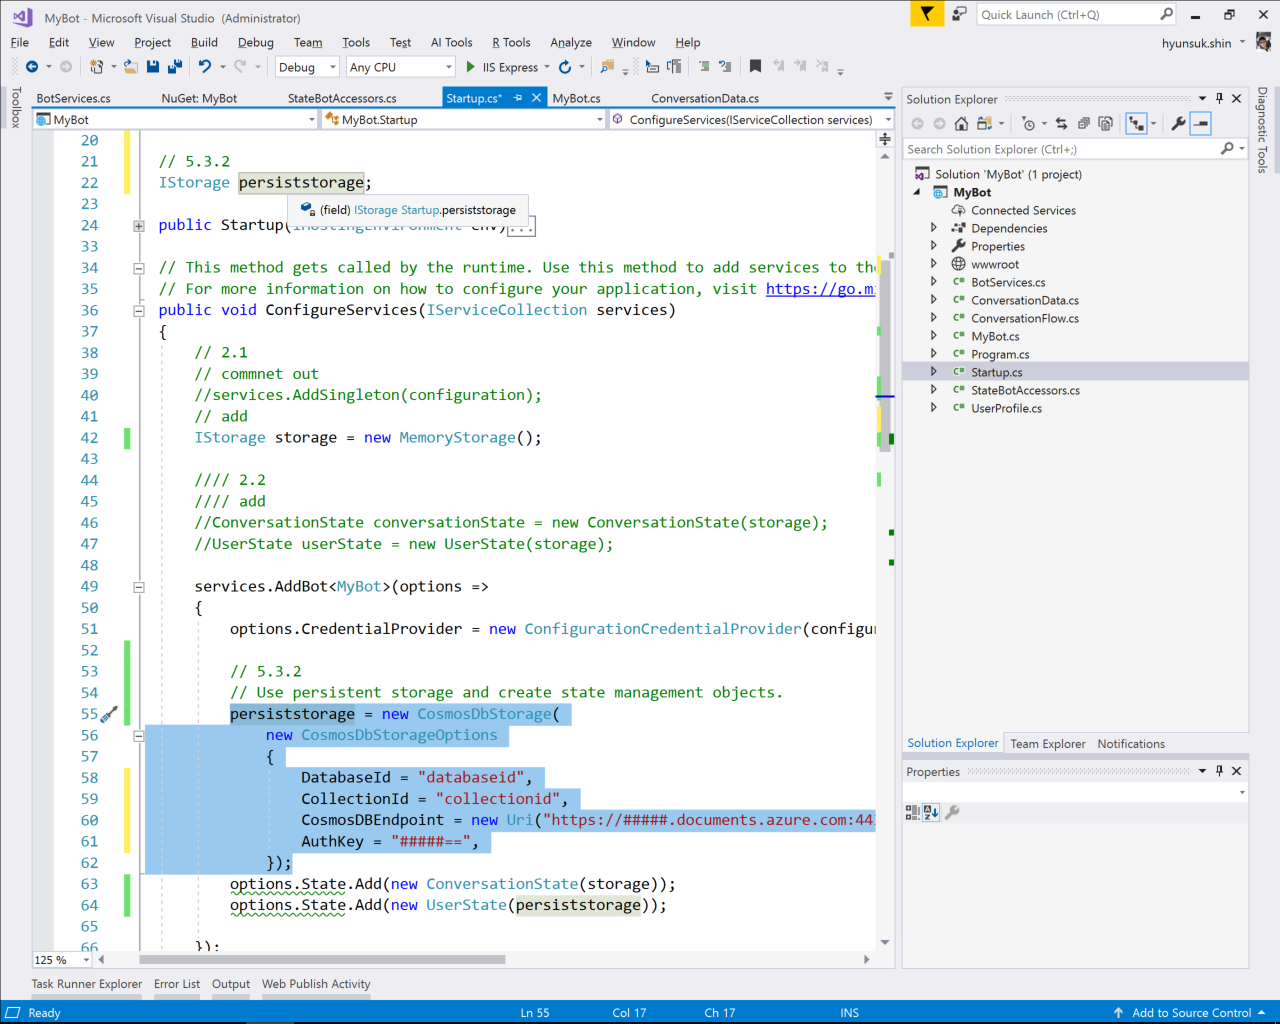 MyBot - Microsoft Visual Studio (Administrator)
Quick Launch (Ctrl+Q)
File Edit View Project Build Debug Team Tools Test AI Tools R Tools Analyze Window Help
hyunsuk.shin
Debug Any CPU IIS Express
Toolbox
BotServices.cs NuGet: MyBot StateBotAccessors.cs Startup.cs* MyBot.cs ConversationData.cs
MyBot MyBot.Startup ConfigureServices(IServiceCollection services)
20
21 // 5.3.2
22 IStorage persiststorage;
23
(field) IStorage Startup.persiststorage
24 public Startup(IHostingEnvironment env)...
33
34 // This method gets called by the runtime. Use this method to add services to the
35 // For more information on how to configure your application, visit https://go.mi
36 public void ConfigureServices(IServiceCollection services)
37 {
38 // 2.1
39 // commnet out
40 //services.AddSingleton(configuration);
41 // add
42 IStorage storage = new MemoryStorage();
43
44 //// 2.2
45 //// add
46 //ConversationState conversationState = new ConversationState(storage);
47 //UserState userState = new UserState(storage);
48
49 services.AddBot<MyBot>(options =>
50 {
51 options.CredentialProvider = new ConfigurationCredentialProvider(configur
52
53 // 5.3.2
54 // Use persistent storage and create state management objects.
55 persiststorage = new CosmosDbStorage(
56 new CosmosDbStorageOptions
57 {
58 DatabaseId = "databaseid",
59 CollectionId = "collectionid",
60 CosmosDBEndpoint = new Uri("https://#####.documents.azure.com:443
61 AuthKey = "#####==",
62 });
63 options.State.Add(new ConversationState(storage));
64 options.State.Add(new UserState(persiststorage));
65
66 });
125 %
Solution Explorer
Search Solution Explorer (Ctrl+;)
Solution 'MyBot' (1 project)
MyBot
Connected Services
Dependencies
Properties
wwwroot
BotServices.cs
ConversationData.cs
ConversationFlow.cs
MyBot.cs
Program.cs
Startup.cs
StateBotAccessors.cs
UserProfile.cs
Solution Explorer Team Explorer Notifications
Properties
Diagnostic Tools
Task Runner Explorer Error List Output Web Publish Activity
Ready Ln 55 Col 17 Ch 17 INS Add to Source Control